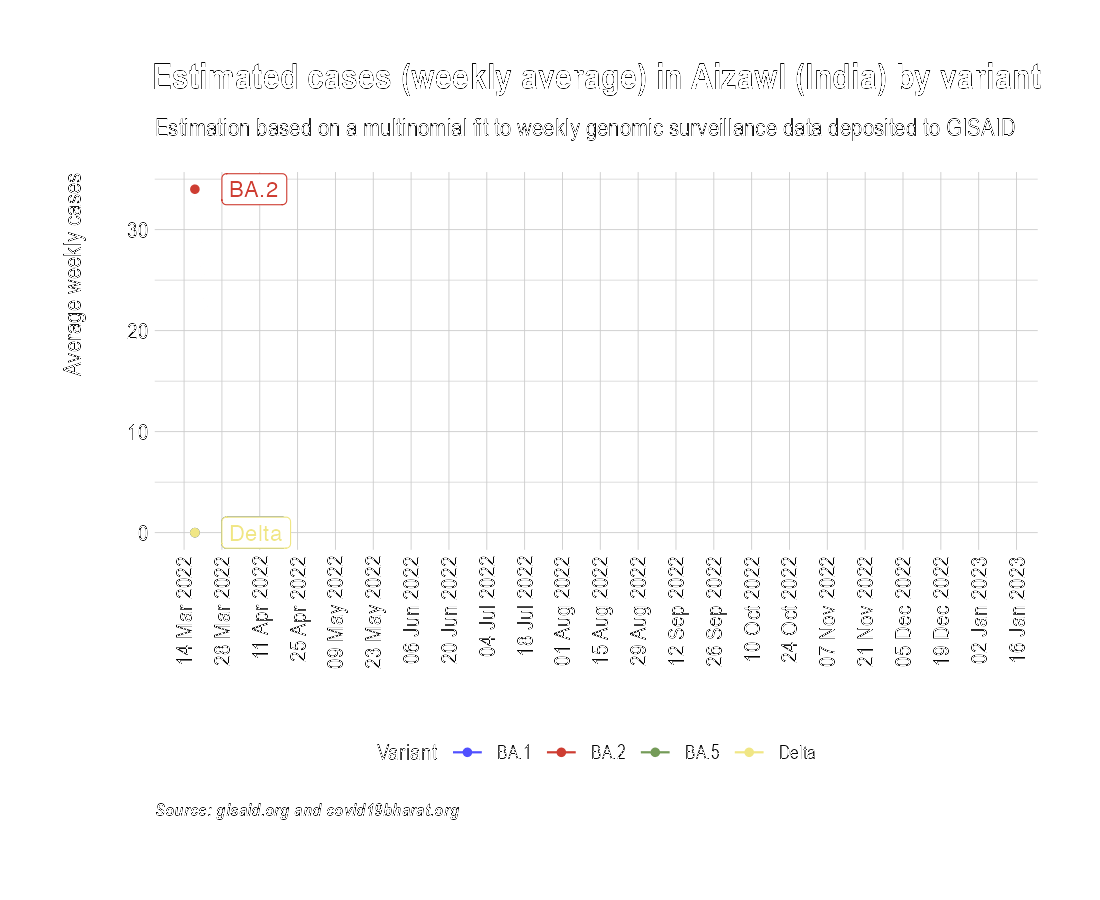 Estimated cases (weekly average) in Aizawl (India) by variant
Estimation based on a multinomial fit to weekly genomic surveillance data deposited to GISAID
Average weekly cases
BA.2
30
20
10
0
Delta
14 Mar 2022
28 Mar 2022
11 Apr 2022
25 Apr 2022
09 May 2022
23 May 2022
06 Jun 2022
20 Jun 2022
04 Jul 2022
18 Jul 2022
01 Aug 2022
15 Aug 2022
29 Aug 2022
12 Sep 2022
26 Sep 2022
10 Oct 2022
24 Oct 2022
07 Nov 2022
21 Nov 2022
05 Dec 2022
19 Dec 2022
02 Jan 2023
16 Jan 2023
Variant BA.1 BA.2 BA.5 Delta
Source: gisaid.org and covid19bharat.org